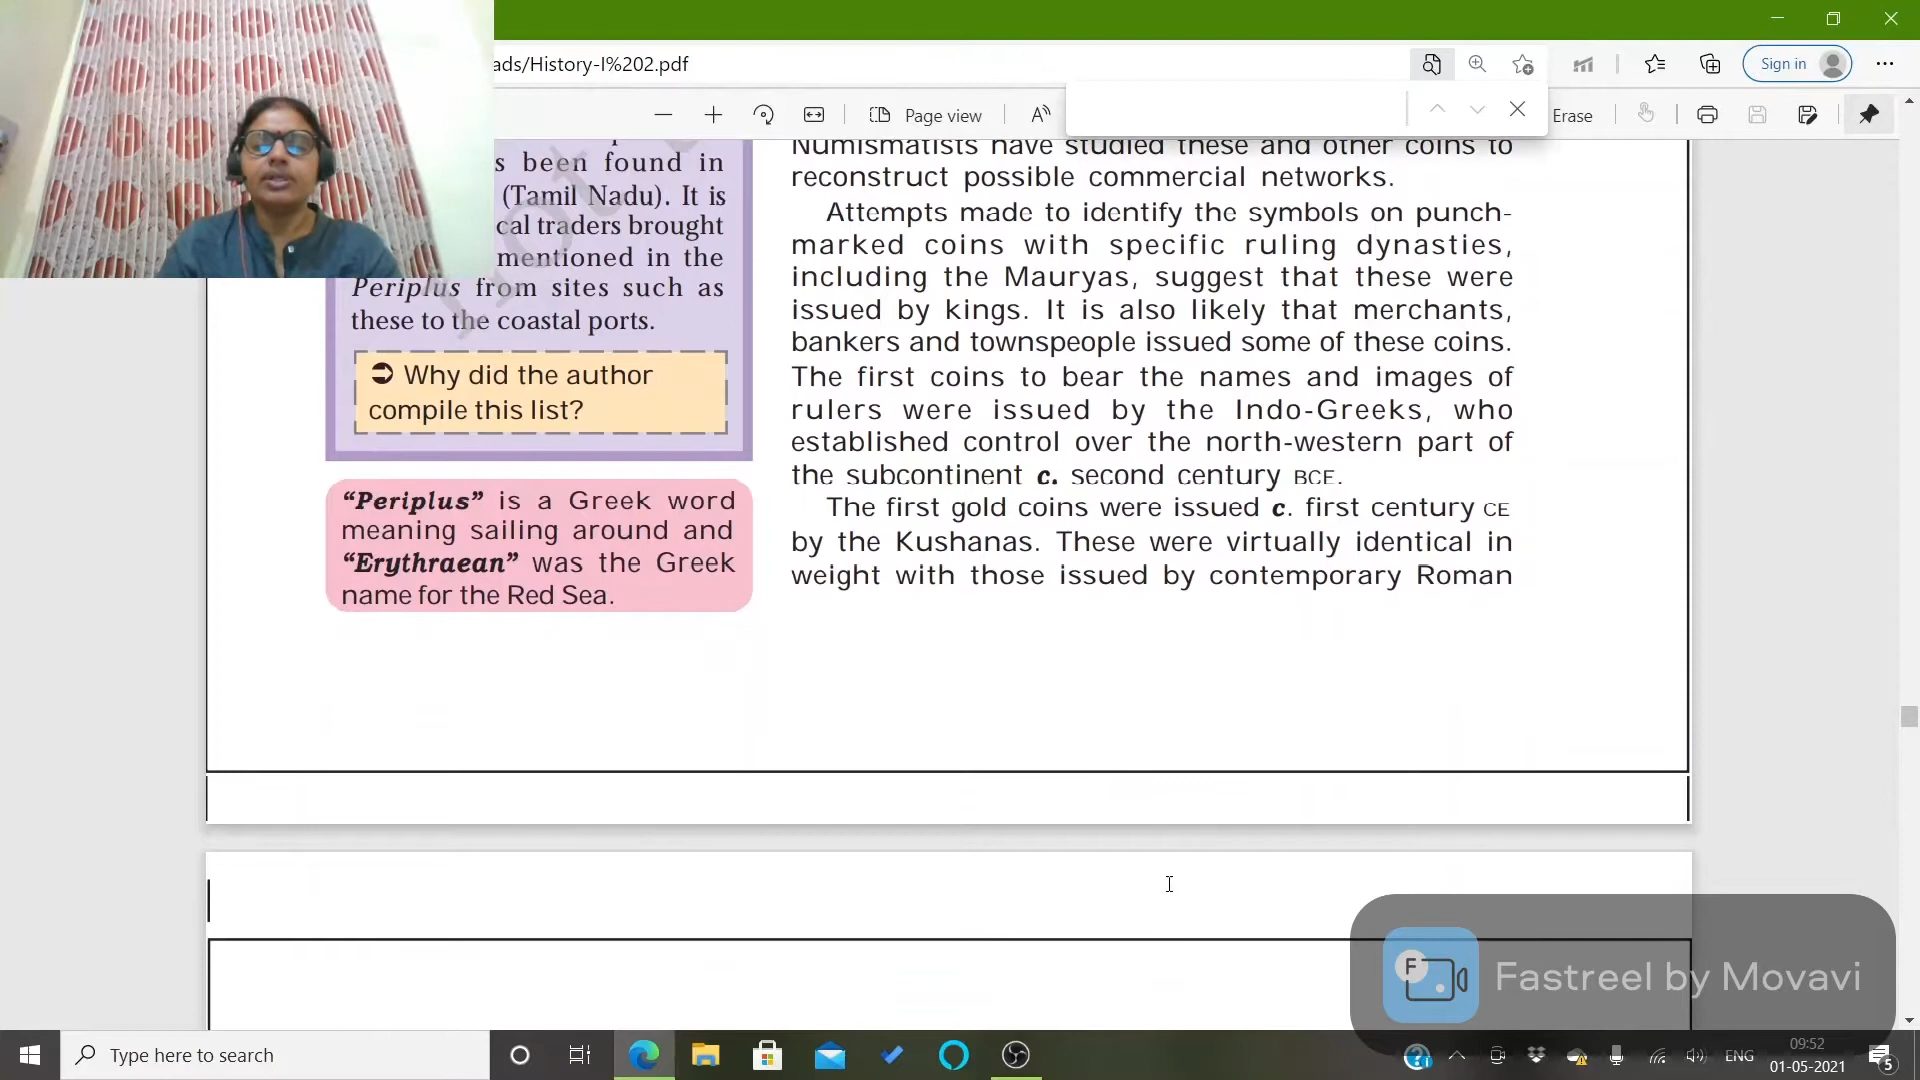 ads/History-I%202.pdf
Sign in
Page view
Erase
s been found in
(Tamil Nadu). It is
cal traders brought
mentioned in the
Periplus from sites such as
these to the coastal ports.
➲ Why did the author
compile this list?
“Periplus” is a Greek word
meaning sailing around and
“Erythraean” was the Greek
name for the Red Sea.
Numismatists have studied these and other coins to
reconstruct possible commercial networks.
Attempts made to identify the symbols on punch-
marked coins with specific ruling dynasties,
including the Mauryas, suggest that these were
issued by kings. It is also likely that merchants,
bankers and townspeople issued some of these coins.
The first coins to bear the names and images of
rulers were issued by the Indo-Greeks, who
established control over the north-western part of
the subcontinent c. second century BCE.
The first gold coins were issued c. first century CE
by the Kushanas. These were virtually identical in
weight with those issued by contemporary Roman
F
Fastreel by Movavi
Type here to search
ENG
09:52
01-05-2021
5